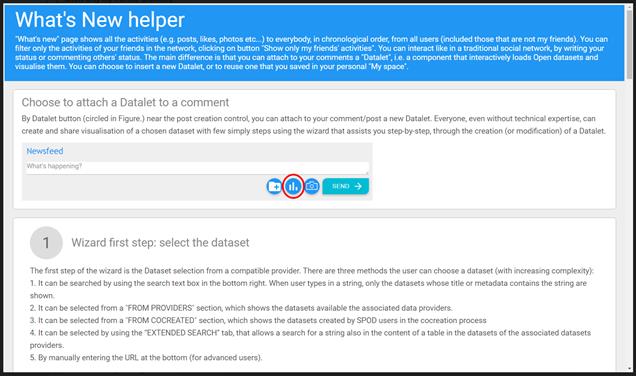 What's New helper
"What's new" page shows all the activities (e.g. posts, likes, photos etc...) to everybody, in chronological order, from all users (included those that are not my friends). You can
filter only the activities of your friends in the network, clicking on button "Show only my friends' activities". You can interact like in a traditional social network, by writing your
status or commenting others' status. The main difference is that you can attach to your comments a "Datalet", i.e. a component that interactively loads Open datasets and
visualise them. You can choose to insert a new Datalet, or to reuse one that you saved in your personal "My space".
Choose to attach a Datalet to a comment
By Datalet button (circled in Figure.) near the post creation control, you can attach to your comment/post a new Datalet. Everyone, even without technical expertise, can
create and share visualisation of a chosen dataset with few simply steps using the wizard that assists you step-by-step, through the creation (or modification) of a Datalet.
Newsfeed
What's happening?
SEND
1 Wizard first step: select the dataset
The first step of the wizard is the Dataset selection from a compatible provider. There are three methods the user can choose a dataset (with increasing complexity):
1. It can be searched by using the search text box in the bottom right. When user types in a string, only the datasets whose title or metadata contains the string are
shown.
2. It can be selected from a "FROM PROVIDERS" section, which shows the datasets available the associated data providers.
3. It can be selected from a "FROM COCREATED" section, which shows the datasets created by SPOD users in the cocreation process
4. It can be selected by using the "EXTENDED SEARCH" tab, that allows a search for a string also in the content of a table in the datasets of the associated datasets
providers.
5. By manually entering the URL at the bottom (for advanced users).